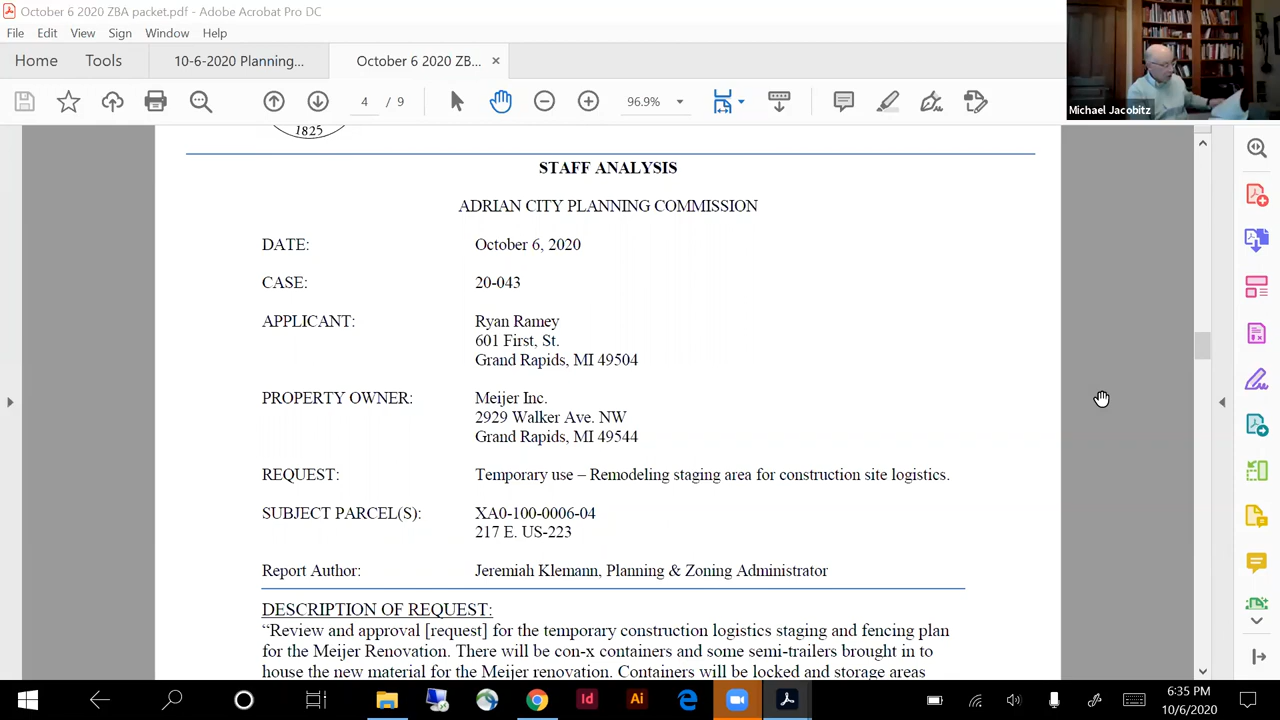 October 6 2020 ZBA packet.pdf - Adobe Acrobat Pro DC
File Edit View Sign Window Help
Home Tools 10-6-2020 Planning... October 6 2020 ZB... ×
4 / 9 96.9%
Michael Jacobitz
1825
STAFF ANALYSIS
ADRIAN CITY PLANNING COMMISSION
DATE: October 6, 2020
CASE: 20-043
APPLICANT: Ryan Ramey
601 First, St.
Grand Rapids, MI 49504
PROPERTY OWNER: Meijer Inc.
2929 Walker Ave. NW
Grand Rapids, MI 49544
REQUEST: Temporary use – Remodeling staging area for construction site logistics.
SUBJECT PARCEL(S): XA0-100-0006-04
217 E. US-223
Report Author: Jeremiah Klemann, Planning & Zoning Administrator
DESCRIPTION OF REQUEST:
“Review and approval [request] for the temporary construction logistics staging and fencing plan
for the Meijer Renovation. There will be con-x containers and some semi-trailers brought in to
house the new material for the Meijer renovation. Containers will be locked and storage areas
Id Ai
6:35 PM
10/6/2020